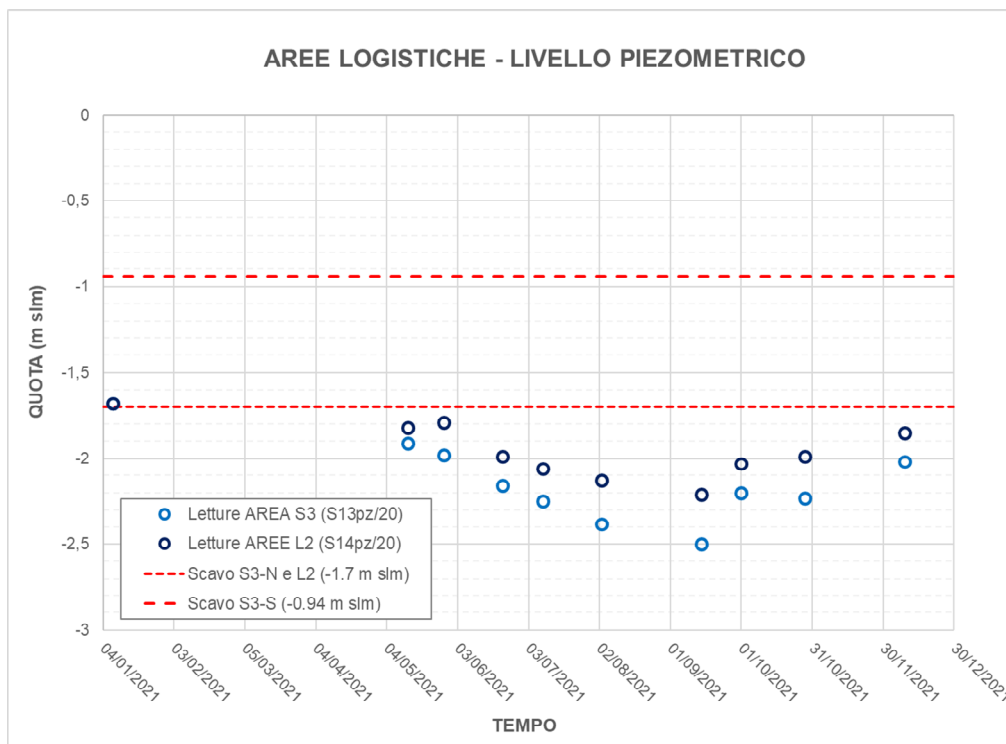 AREE LOGISTICHE - LIVELLO PIEZOMETRICO
0
-0,5
-1
-1,5
-2
-2,5
-3
QUOTA (m slm)
Letture AREA S3 (S13pz/20)
Letture AREE L2 (S14pz/20)
Scavo S3-N e L2 (-1.7 m slm)
Scavo S3-S (-0.94 m slm)
04/01/2021
03/02/2021
05/03/2021
04/04/2021
04/05/2021
03/06/2021
03/07/2021
02/08/2021
01/09/2021
01/10/2021
31/10/2021
30/11/2021
30/12/2021
TEMPO